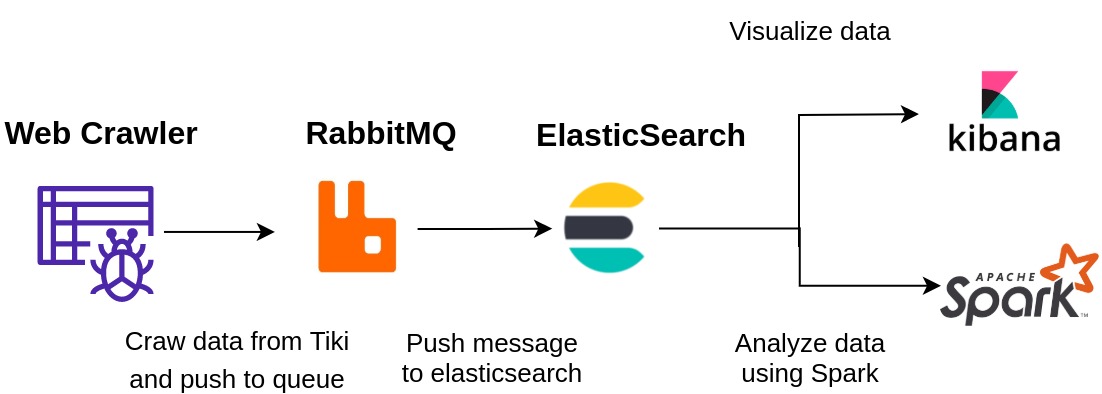 Visualize data
Web Crawler
RabbitMQ
ElasticSearch
kibana
APACHE
Spark
TM
Craw data from Tiki
and push to queue
Push message
to elasticsearch
Analyze data
using Spark